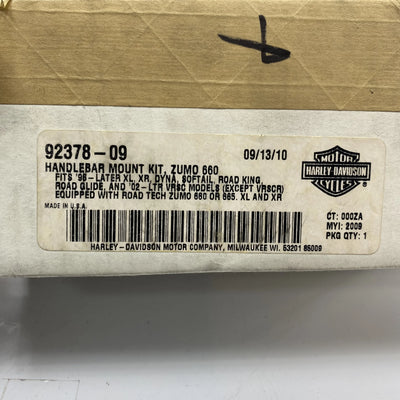 92378-09 09/13/10
HANDLEBAR MOUNT KIT, ZUMO 660
FITS '96-LATER XL, XR, DYNA, SOFTAIL, ROAD KING,
ROAD GLIDE, AND '02-LTR VRSC MODELS (EXCEPT VRSCR)
EQUIPPED WITH ROAD TECH ZUMO 660 OR 665. XL AND XR
MADE IN U.S.A.
HARLEY-DAVIDSON MOTOR COMPANY, MILWAUKEE WI. 53201 85009
MOTOR
HARLEY-DAVIDSON
CYCLES
CT: 000ZA
MYI: 2009
PKG QTY: 1